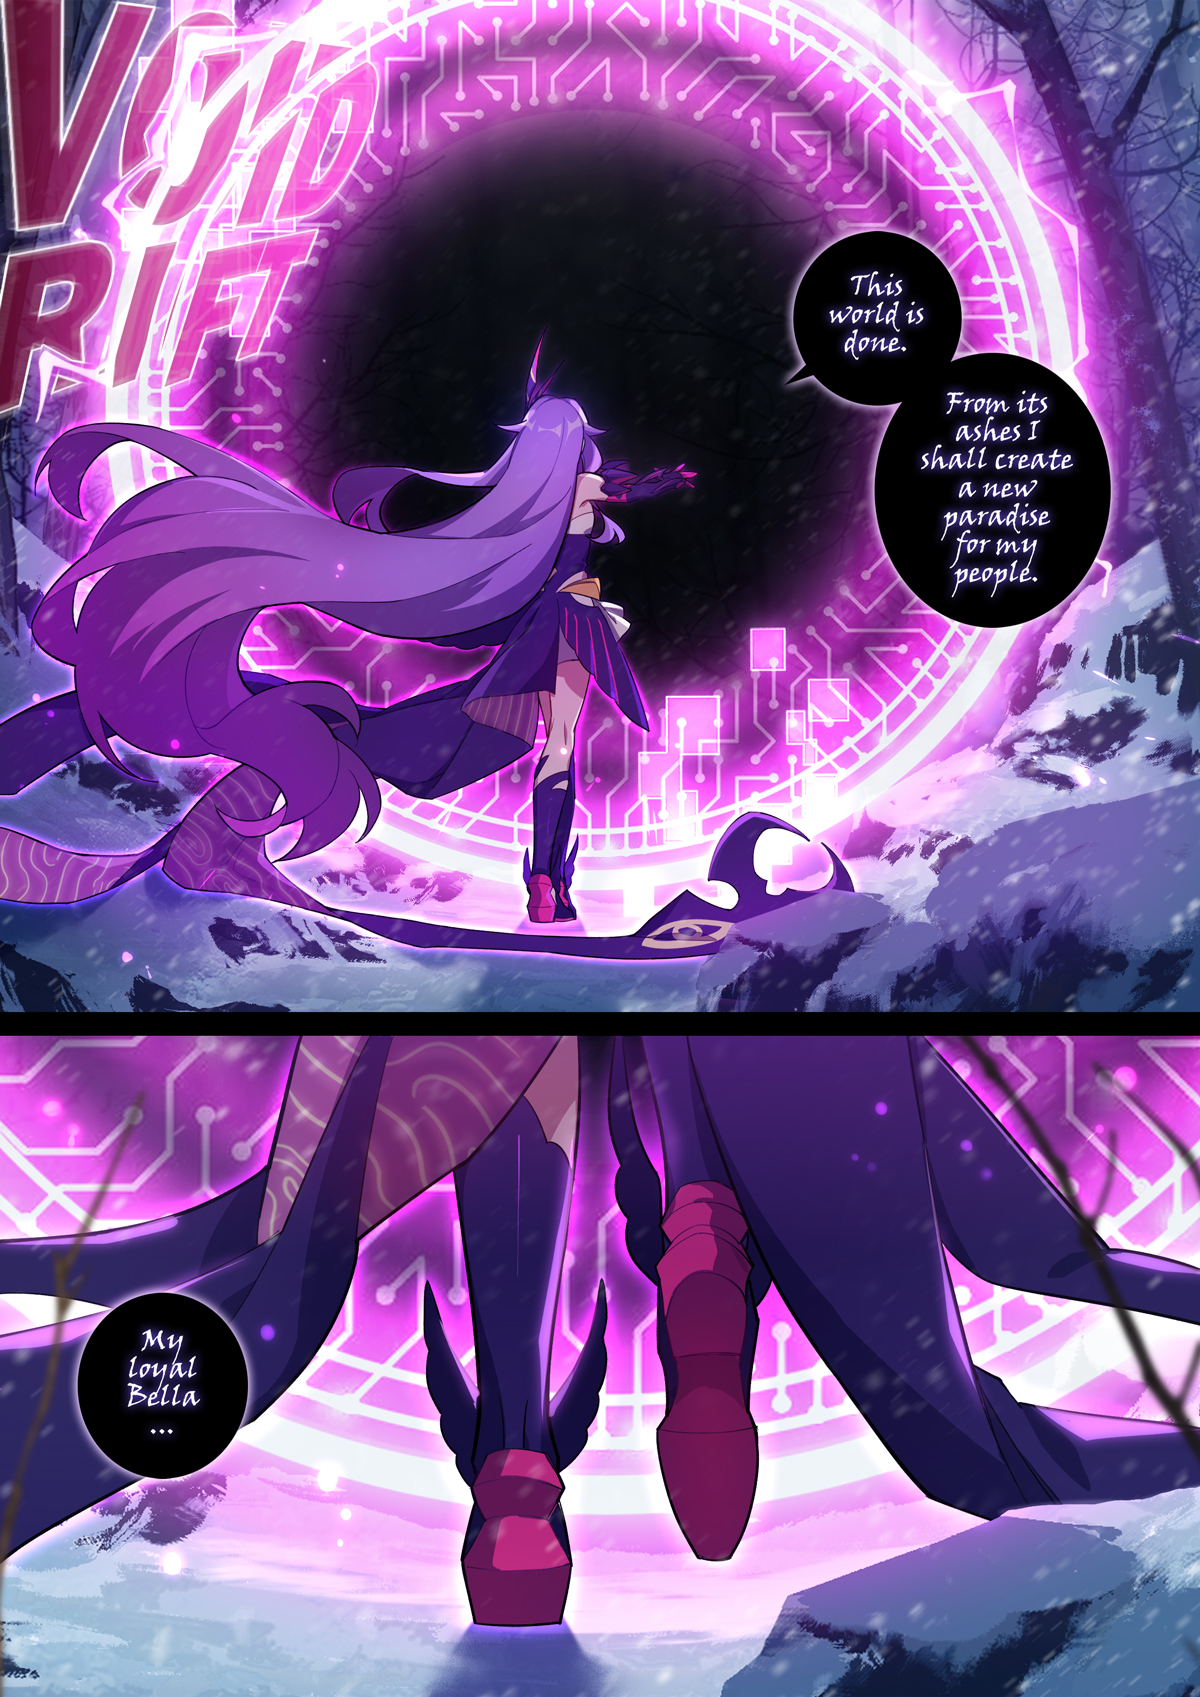 VOID
RIFT
This
world is
done.
From its
ashes I
shall create
a new
paradise
for my
people.
My
loyal
Bella
...